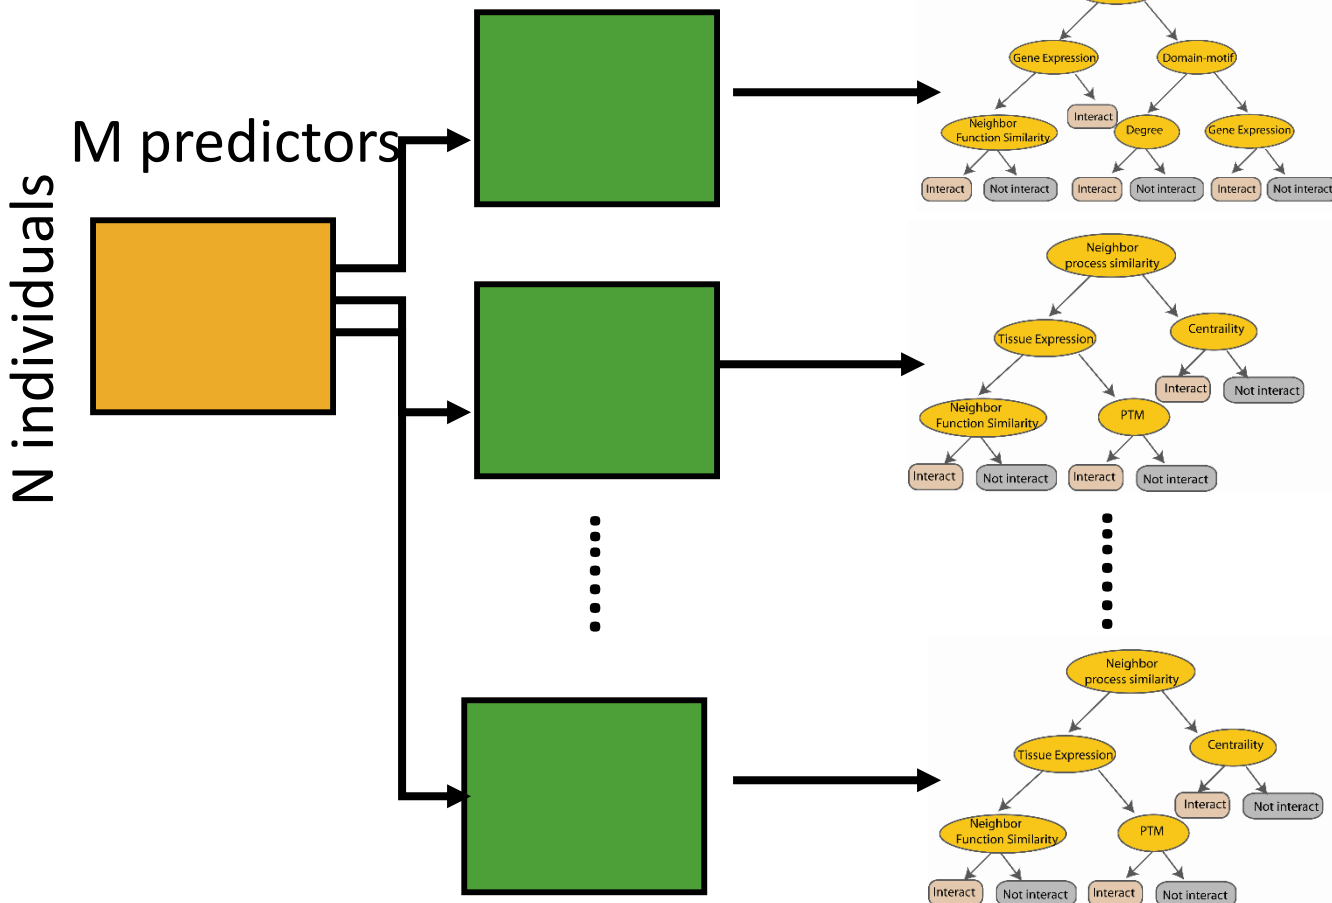 M predictors
N individuals
Gene Expression
Domain-motif
Interact
Neighbor
Function Similarity
Degree
Gene Expression
Interact
Not interact
Interact
Not interact
Interact
Not interact
Neighbor
process similarity
Tissue Expression
Centraility
Interact
Not interact
Neighbor
Function Similarity
PTM
Interact
Not interact
Interact
Not interact
Neighbor
process similarity
Tissue Expression
Centraility
Interact
Not interact
Neighbor
Function Similarity
PTM
Interact
Not interact
Interact
Not interact